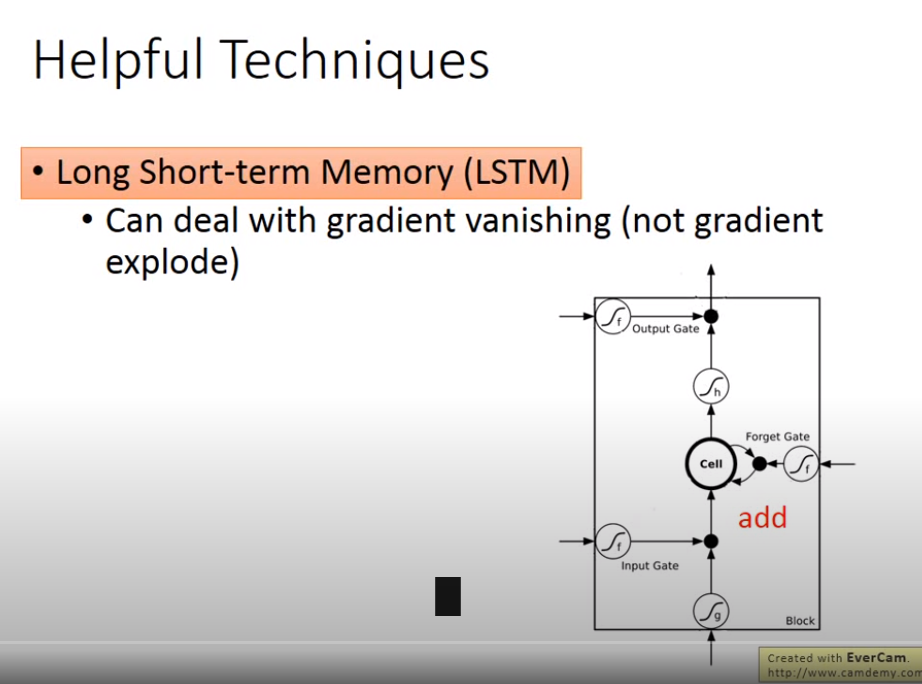 Helpful Techniques
• Long Short-term Memory (LSTM)
• Can deal with gradient vanishing (not gradient
explode)
f
Output Gate
h
Forget Gate
Cell
f
add
f
Input Gate
g
Block
Created with EverCam.
http://www.camdemy.com